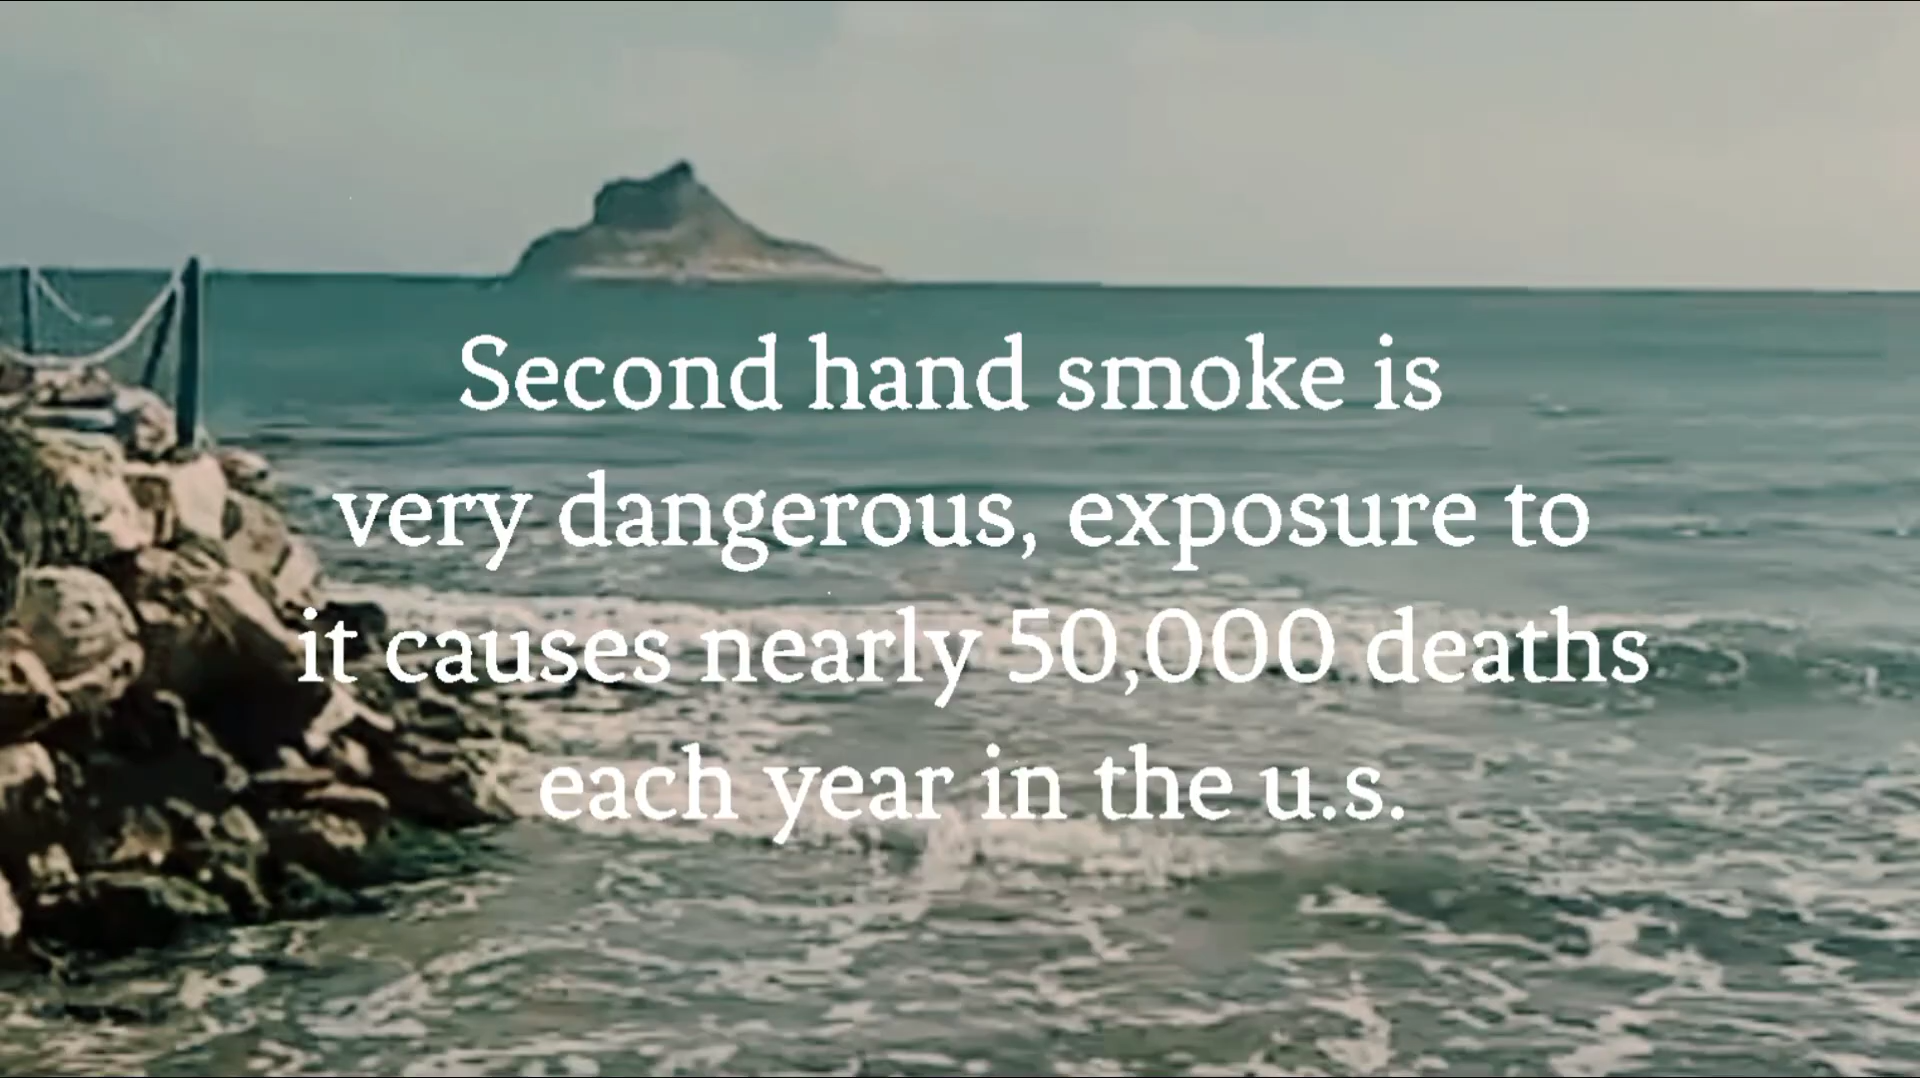 Second hand smoke is
very dangerous, exposure to
it causes nearly 50,000 deaths
each year in the u.s.